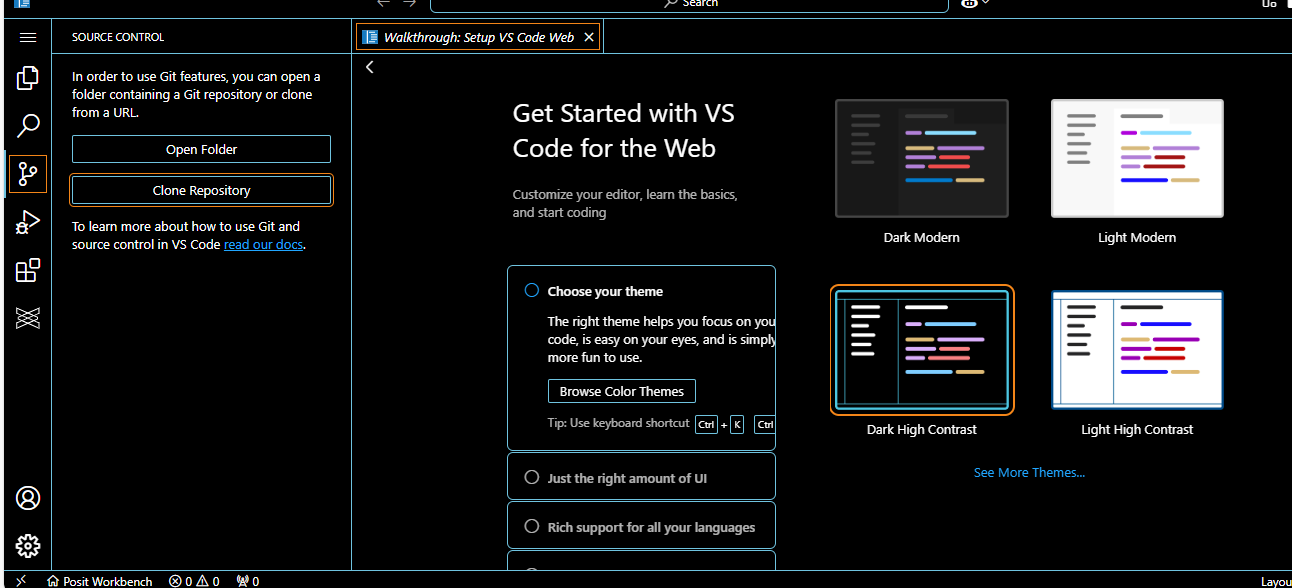 Search
SOURCE CONTROL
Walkthrough: Setup VS Code Web
In order to use Git features, you can open a
folder containing a Git repository or clone
from a URL.
Open Folder
Clone Repository
To learn more about how to use Git and
source control in VS Code read our docs.
Get Started with VS
Code for the Web
Customize your editor, learn the basics,
and start coding
Choose your theme
The right theme helps you focus on you
code, is easy on your eyes, and is simply
more fun to use.
Browse Color Themes
Tip: Use keyboard shortcut Ctrl + K Ctrl
Just the right amount of UI
Rich support for all your languages
Dark Modern
Light Modern
Dark High Contrast
Light High Contrast
See More Themes...
Posit Workbench 0 0 0
Layou